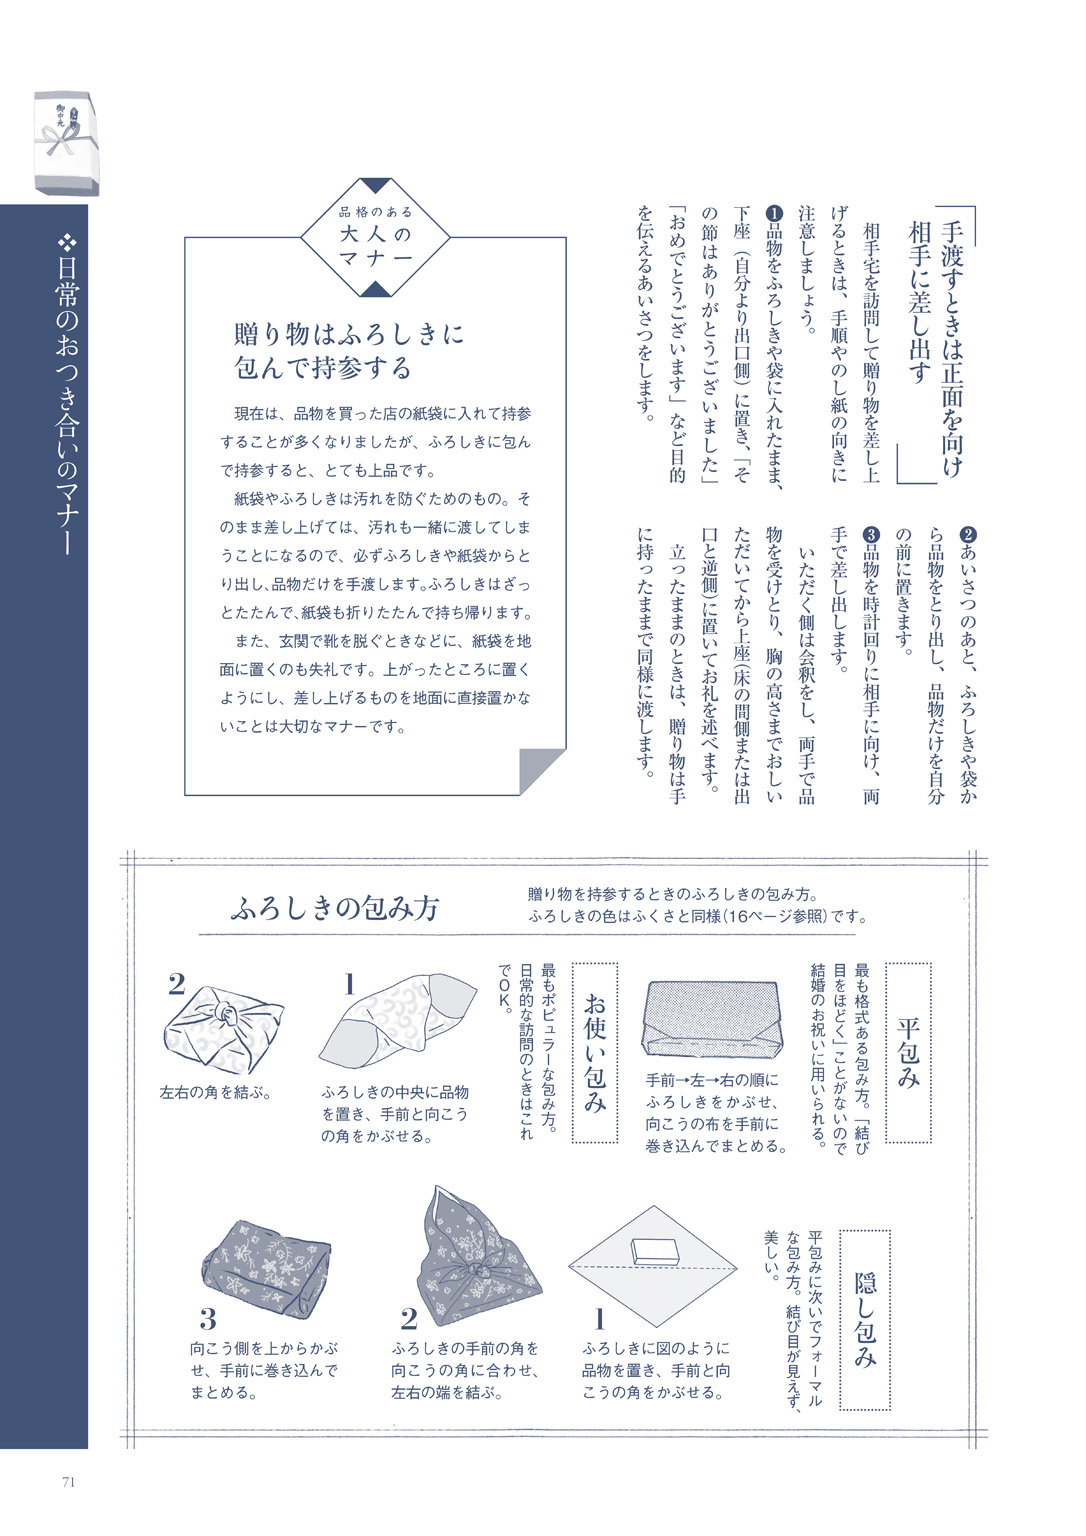 御中元
❖日常のおつき合いのマナー
手渡すときは正面を向け
相手に差し出す
相手宅を訪問して贈り物を差し上
げるときは、手順やのし紙の向きに
注意しましょう。
❶品物をふろしきや袋に入れたまま、
下座（自分より出口側）に置き、「そ
の節はありがとうございました」
「おめでとうございます」など目的
を伝えるあいさつをします。
❷あいさつのあと、ふろしきや袋か
ら品物をとり出し、品物だけを自分
の前に置きます。
❸品物を時計回りに相手に向け、両
手で差し出します。
いただく側は会釈をし、両手で品
物を受けとり、胸の高さまでおしい
ただいてから上座（床の間側または出
口と逆側）に置いてお礼を述べます。
立ったままのときは、贈り物は手
に持ったままで同様に渡します。
品格のある
大人の
マナー
贈り物はふろしきに
包んで持参する
現在は、品物を買った店の紙袋に入れて持参
することが多くなりましたが、ふろしきに包ん
で持参すると、とても上品です。
紙袋やふろしきは汚れを防ぐためのもの。そ
のまま差し上げては、汚れも一緒に渡してしま
うことになるので、必ずふろしきや紙袋からと
り出し、品物だけを手渡します。ふろしきはざっ
とたたんで、紙袋も折りたたんで持ち帰ります。
また、玄関で靴を脱ぐときなどに、紙袋を地
面に置くのも失礼です。上がったところに置く
ようにし、差し上げるものを地面に直接置かな
いことは大切なマナーです。
ふろしきの包み方
贈り物を持参するときのふろしきの包み方。
ふろしきの色はふくさと同様（16ページ参照）です。
平包み
最も格式ある包み方。「結び
目をほどく」ことがないので
結婚のお祝いに用いられる。
手前→左→右の順に
ふろしきをかぶせ、
向こうの布を手前に
巻き込んでまとめる。
お使い包み
最もポピュラーな包み方。
日常的な訪問のときはこれ
でOK。
1
ふろしきの中央に品物
を置き、手前と向こう
の角をかぶせる。
2
左右の角を結ぶ。
隠し包み
平包みに次いでフォーマル
な包み方。結び目が見えず、
美しい。
1
ふろしきに図のように
品物を置き、手前と向
こうの角をかぶせる。
2
ふろしきの手前の角を
向こうの角に合わせ、
左右の端を結ぶ。
3
向こう側を上からかぶ
せ、手前に巻き込んで
まとめる。
71